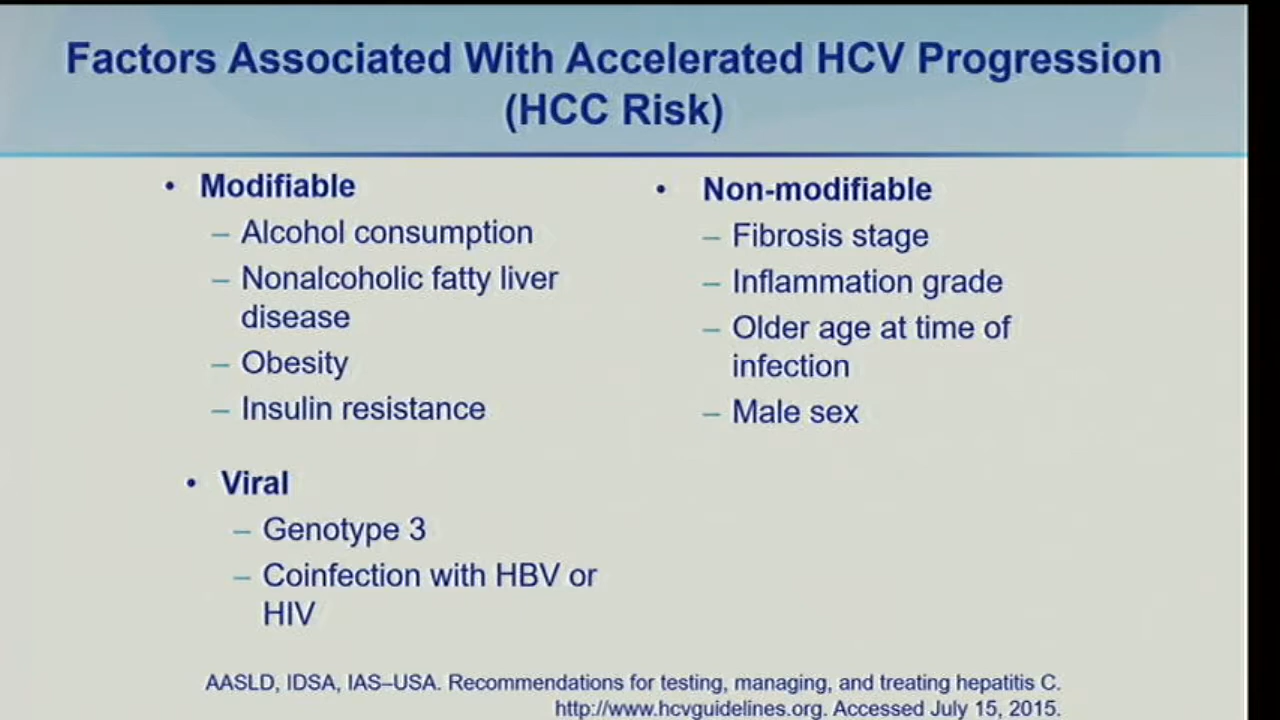 Factors Associated With Accelerated HCV Progression
(HCC Risk)
• Modifiable
– Alcohol consumption
– Nonalcoholic fatty liver
disease
– Obesity
– Insulin resistance
• Viral
– Genotype 3
– Coinfection with HBV or
HIV
• Non-modifiable
– Fibrosis stage
– Inflammation grade
– Older age at time of
infection
– Male sex
AASLD, IDSA, IAS–USA. Recommendations for testing, managing, and treating hepatitis C.
http://www.hcvguidelines.org. Accessed July 15, 2015.